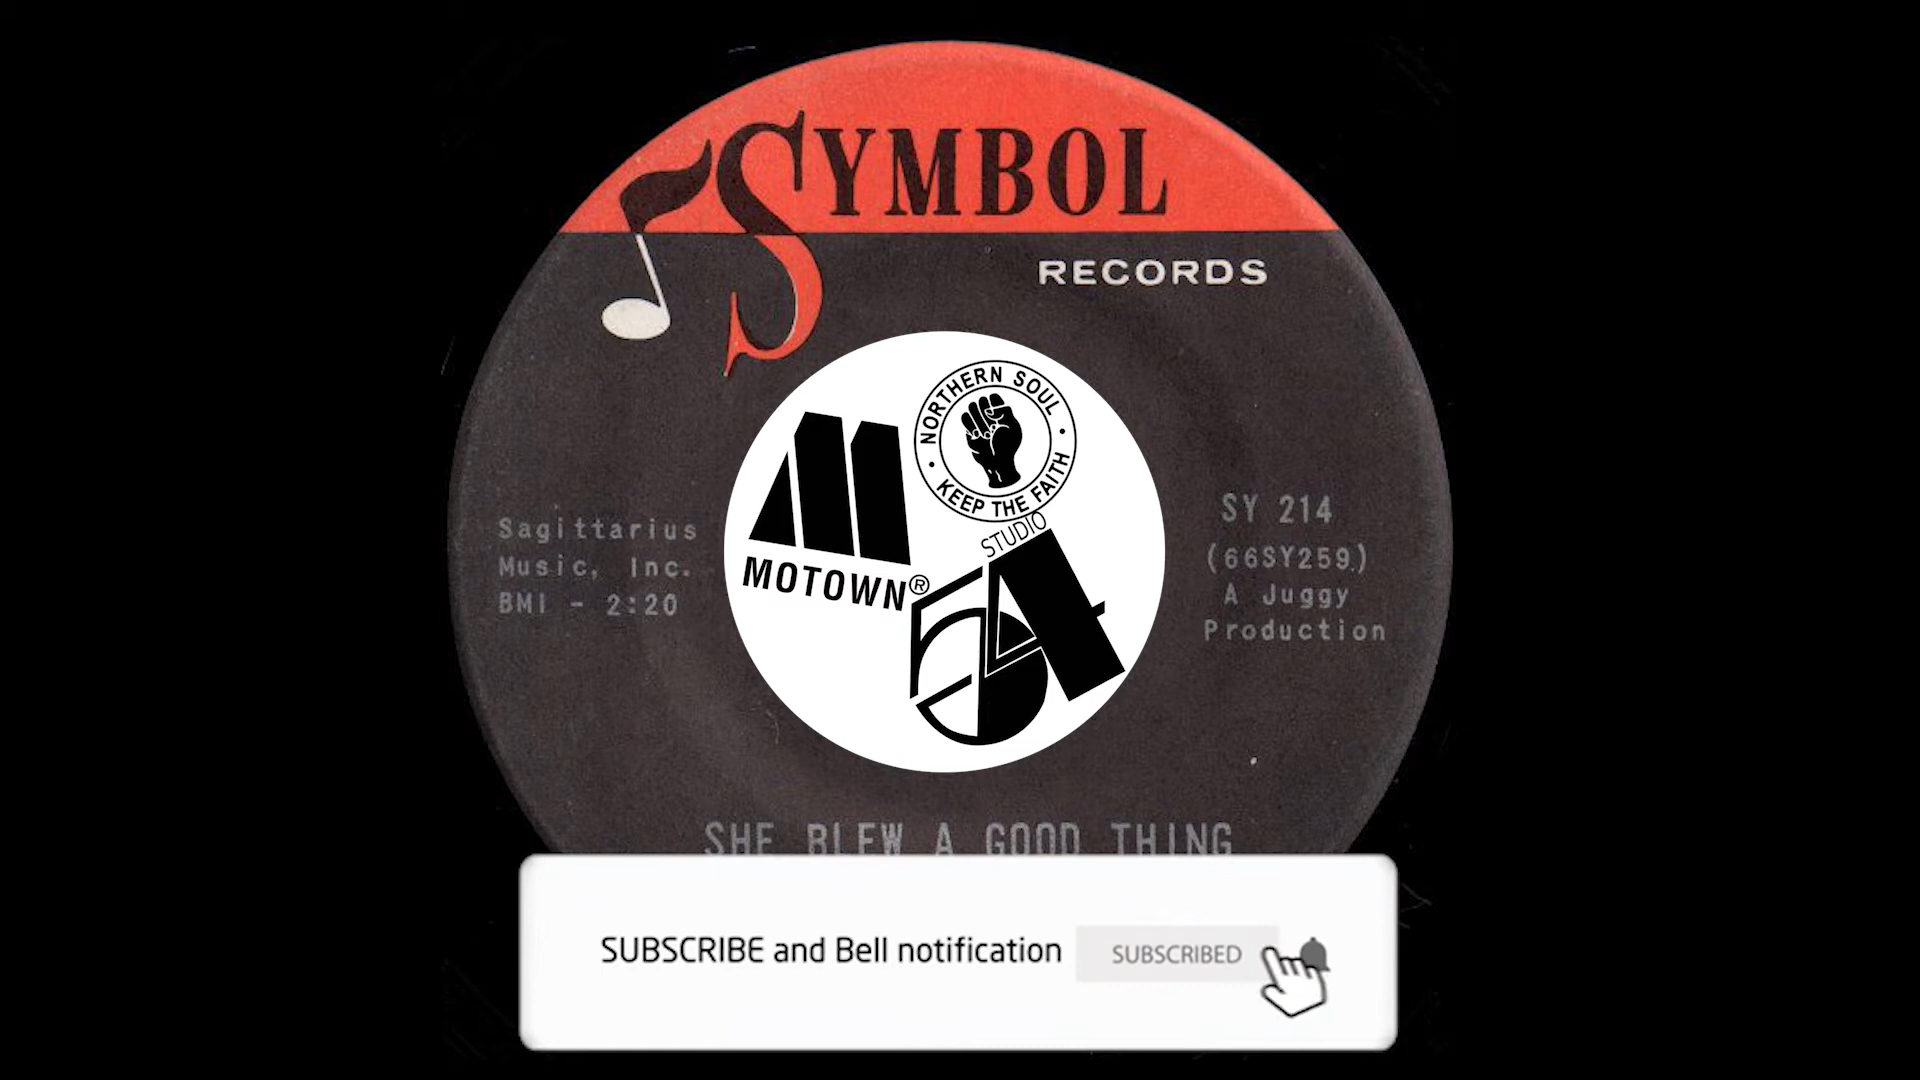 SYMBOL
RECORDS
NORTHERN SOUL
KEEP THE FAITH
MOTOWN®
STUDIO
54
Sagittarius
Music, Inc.
BMI - 2:20
SY 214
(66SY259)
A Juggy
Production
SHE BLEW A GOOD THING
SUBSCRIBE and Bell notification
SUBSCRIBED